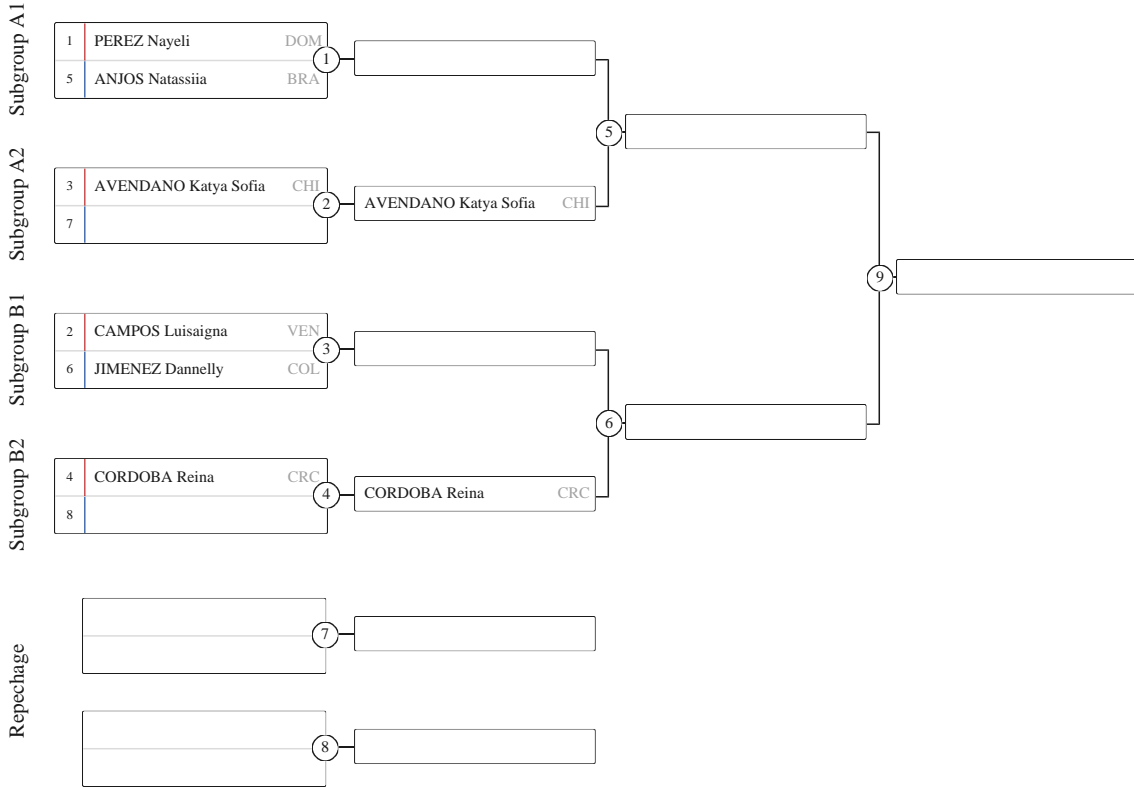 Subgroup A1
1 PEREZ Nayeli DOM
5 ANJOS Natassiia BRA
1
5
Subgroup A2
3 AVENDANO Katya Sofia CHI
7
2
AVENDANO Katya Sofia CHI
9
Subgroup B1
2 CAMPOS Luisaigna VEN
6 JIMENEZ Dannelly COL
3
6
Subgroup B2
4 CORDOBA Reina CRC
8
4
CORDOBA Reina CRC
Repechage
7
8